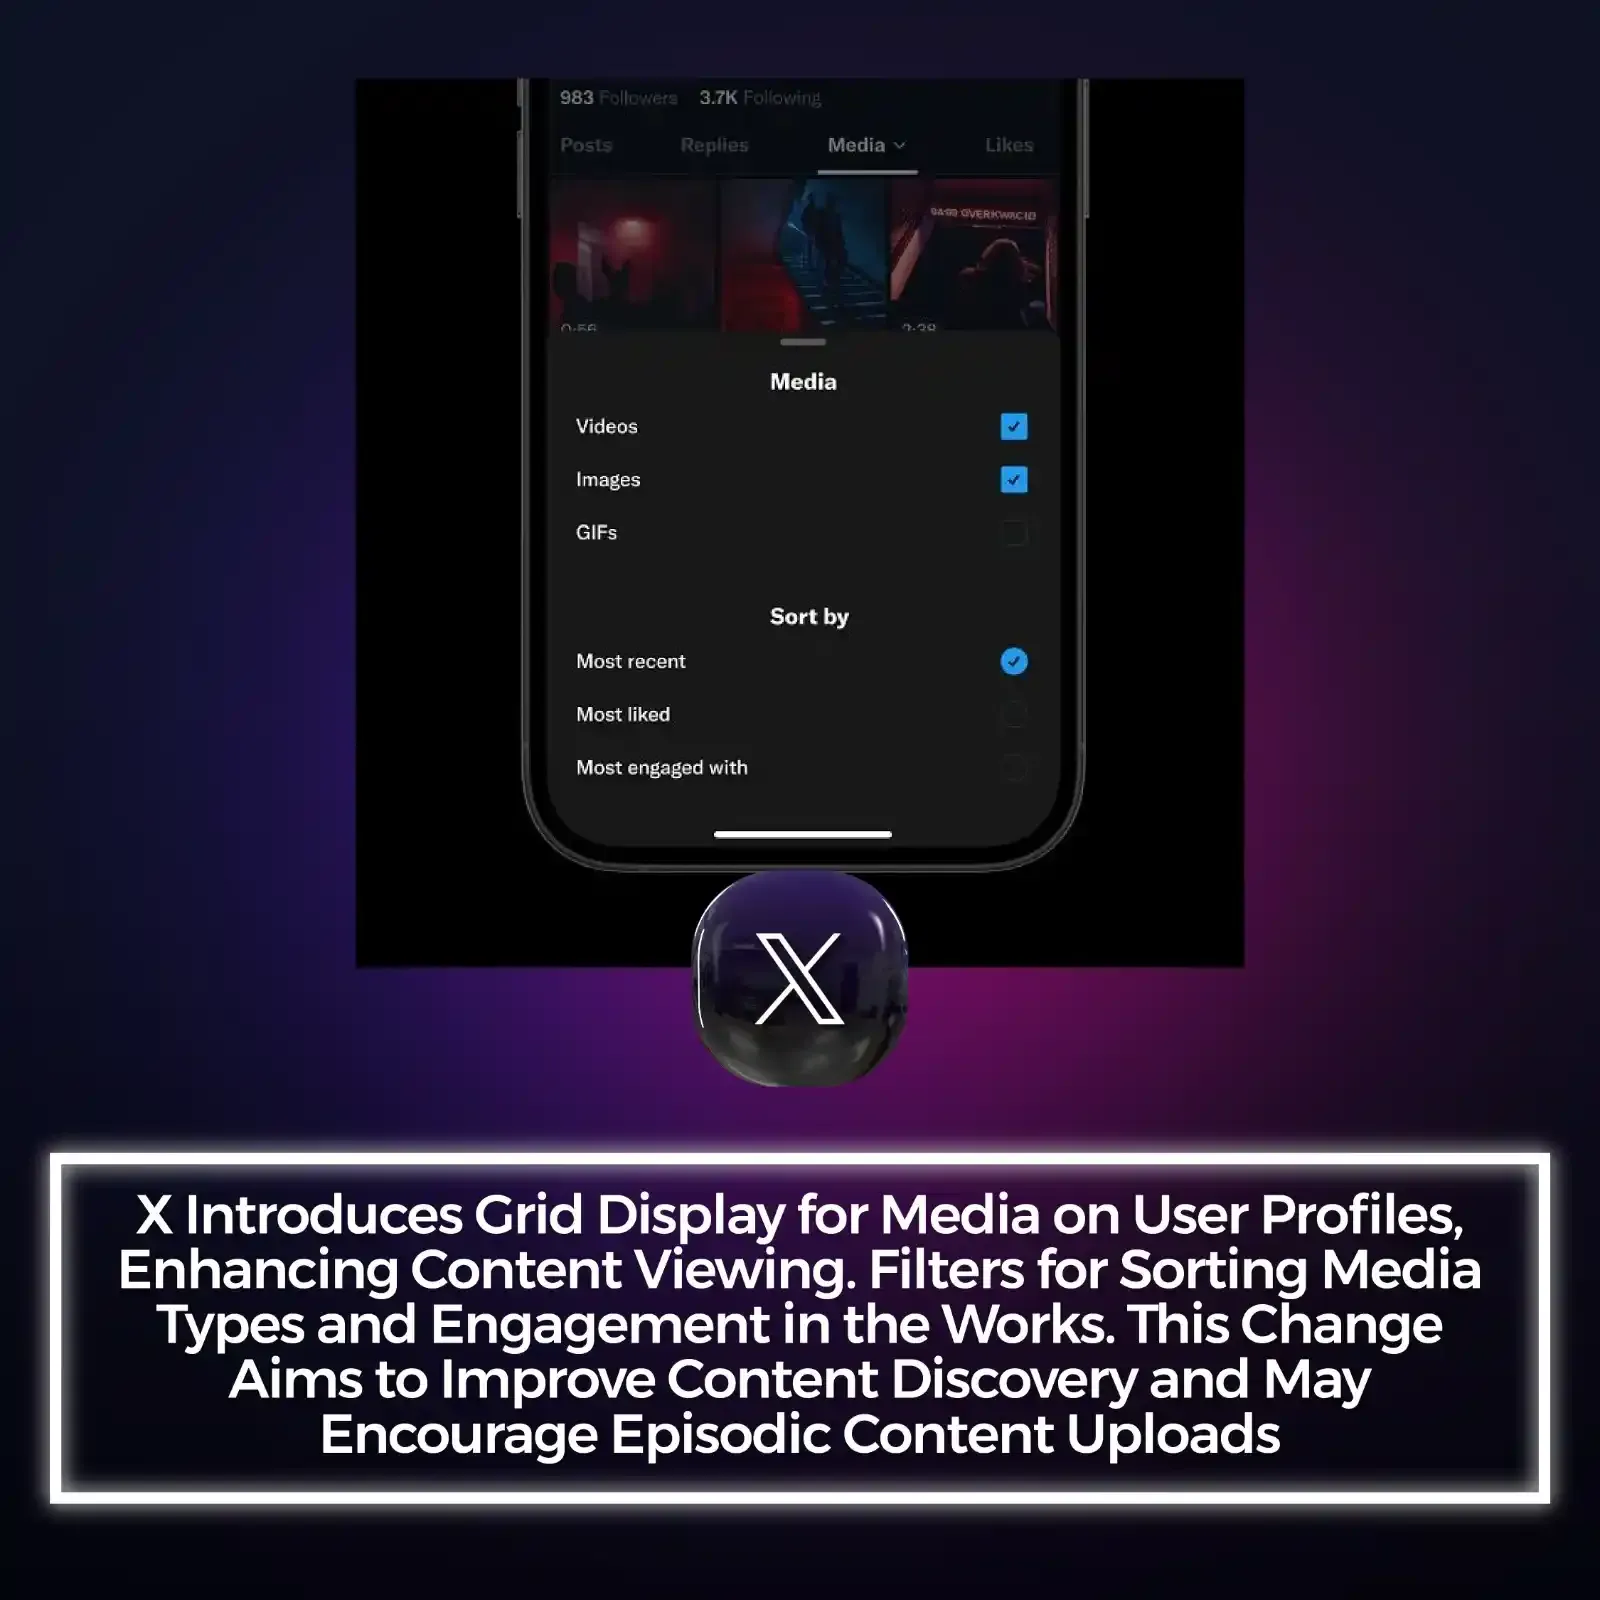 983 Followers 3.7K Following
Posts Replies Media Likes
0:56 2:38
Media
Videos
Images
GIFs
Sort by
Most recent
Most liked
Most engaged with
X
X Introduces Grid Display for Media on User Profiles,
Enhancing Content Viewing. Filters for Sorting Media
Types and Engagement in the Works. This Change
Aims to Improve Content Discovery and May
Encourage Episodic Content Uploads